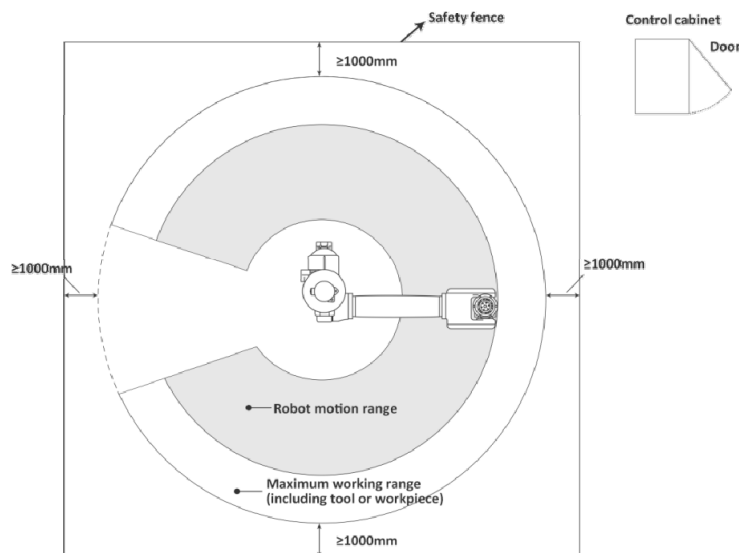 Safety fence
Control cabinet
Door
≥1000mm
≥1000mm
≥1000mm
Robot motion range
Maximum working range
(including tool or workpiece)
≥1000mm